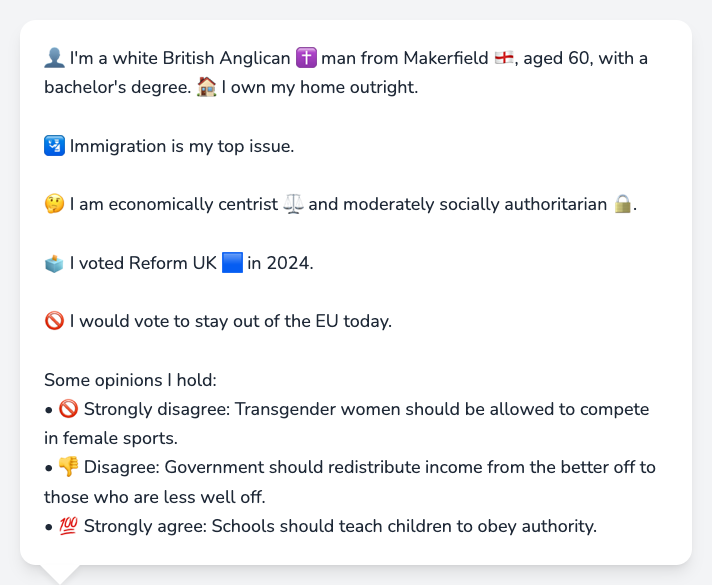 👤 I'm a white British Anglican ✝️ man from Makerfield 🏴󠁧󠁢󠁥󠁮󠁧󠁿, aged 60, with a
bachelor's degree. 🏠 I own my home outright.
🛂 Immigration is my top issue.
🤔 I am economically centrist ⚖️ and moderately socially authoritarian 🔒.
🗳️ I voted Reform UK 🟦 in 2024.
🚫 I would vote to stay out of the EU today.
Some opinions I hold:
• 🚫 Strongly disagree: Transgender women should be allowed to compete
in female sports.
• 👎 Disagree: Government should redistribute income from the better off to
those who are less well off.
• 💯 Strongly agree: Schools should teach children to obey authority.